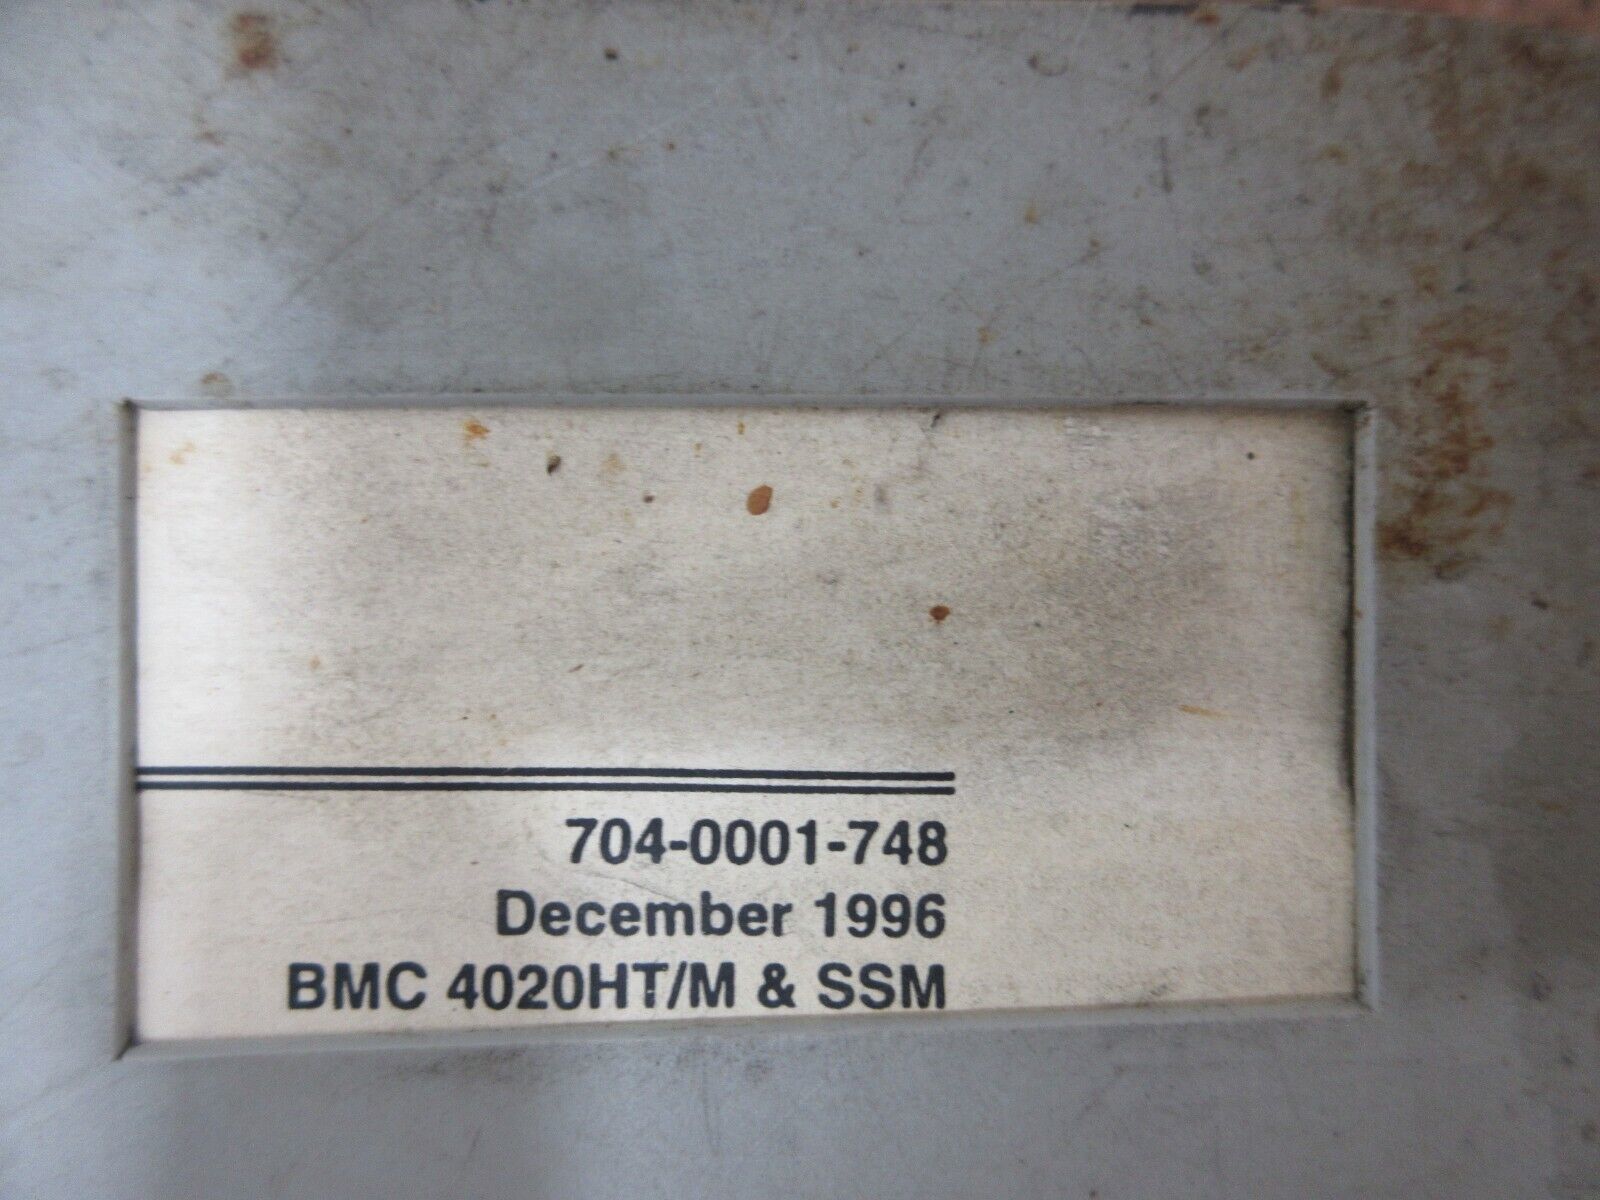 704-0001-748
December 1996
BMC 4020HT/M & SSM